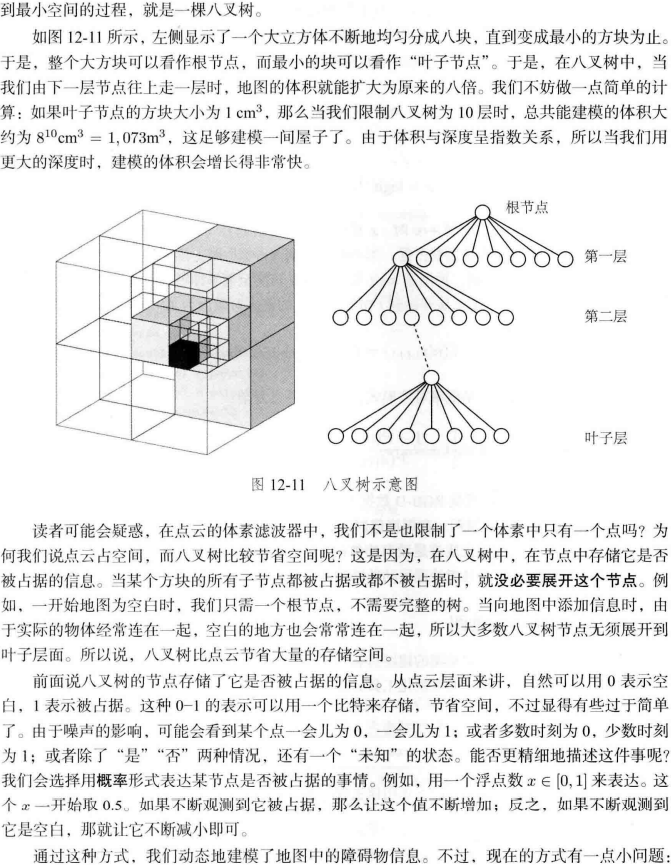 到最小空间的过程，就是一棵八叉树。
如图 12-11 所示，左侧显示了一个大立方体不断地均匀分成八块，直到变成最小的方块为止。
于是，整个大方块可以看作根节点，而最小的块可以看作“叶子节点”。于是，在八叉树中，当
我们由下一层节点往上走一层时，地图的体积就能扩大为原来的八倍。我们不妨做一点简单的计
算：如果叶子节点的方块大小为 1 cm³，那么当我们限制八叉树为 10 层时，总共能建模的体积大
约为 8¹⁰cm³ = 1,073m³，这足够建模一间屋子了。由于体积与深度呈指数关系，所以当我们用
更大的深度时，建模的体积会增长得非常快。
根节点
第一层
第二层
叶子层
图 12-11 八叉树示意图
读者可能会疑惑，在点云的体素滤波器中，我们不是也限制了一个体素中只有一个点吗？为
何我们说点云占空间，而八叉树比较节省空间呢？这是因为，在八叉树中，在节点中存储它是否
被占据的信息。当某个方块的所有子节点都被占据或都不被占据时，就没必要展开这个节点。例
如，一开始地图为空白时，我们只需一个根节点，不需要完整的树。当向地图中添加信息时，由
于实际的物体经常连在一起，空白的地方也会常常连在一起，所以大多数八叉树节点无须展开到
叶子层面。所以说，八叉树比点云节省大量的存储空间。
前面说八叉树的节点存储了它是否被占据的信息。从点云层面来讲，自然可以用 0 表示空
白，1 表示被占据。这种 0-1 的表示可以用一个比特来存储，节省空间，不过显得有些过于简单
了。由于噪声的影响，可能会看到某个点一会儿为 0，一会儿为 1；或者多数时刻为 0，少数时刻
为 1；或者除了“是”“否”两种情况，还有一个“未知”的状态。能否更精细地描述这件事呢？
我们会选择用概率形式表达某节点是否被占据的事情。例如，用一个浮点数 x ∈ [0,1] 来表达。这
个 x 一开始取 0.5。如果不断观测到它被占据，那么让这个值不断增加；反之，如果不断观测到
它是空白，那就让它不断减小即可。
通过这种方式，我们动态地建模了地图中的障碍物信息。不过，现在的方式有一点小问题：